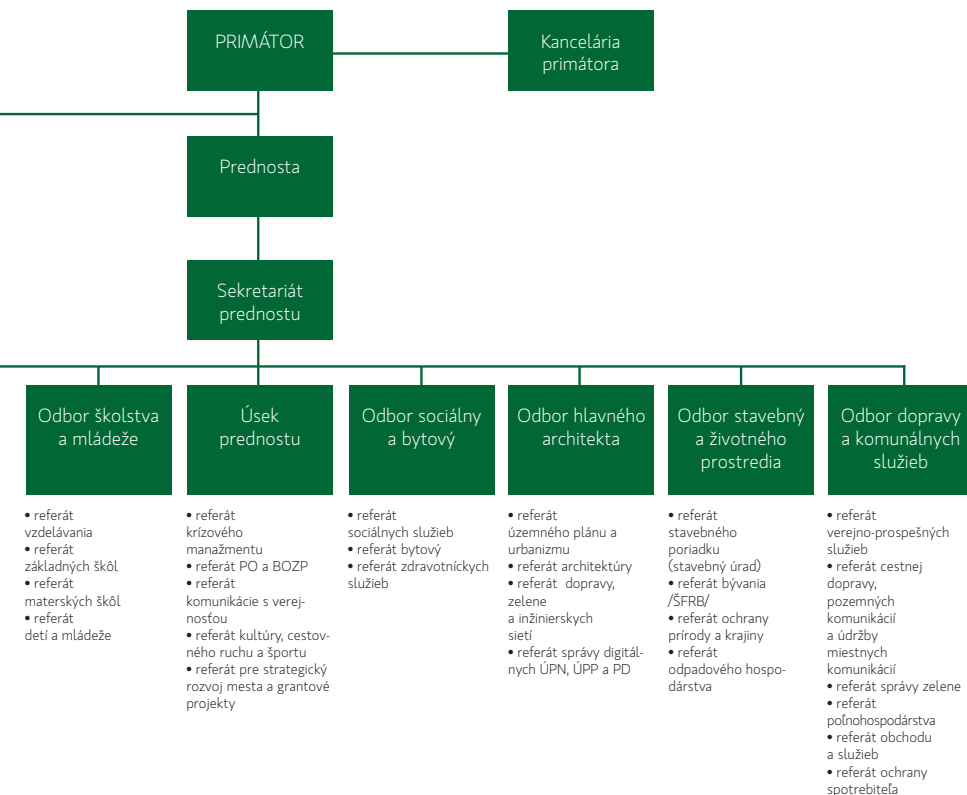 PRIMÁTOR
Kancelária
primátora
Prednosta
Sekretariát
prednostu
Odbor školstva
a mládeže
• referát
vzdelávania
• referát
základných škôl
• referát
materských škôl
• referát
detí a mládeže
Úsek
prednostu
• referát
krízového
manažmentu
• referát PO a BOZP
• referát
komunikácie s verej-
nosťou
• referát kultúry, cestov-
ného ruchu a športu
• referát pre strategický
rozvoj mesta a grantové
projekty
Odbor sociálny
a bytový
• referát
sociálnych služieb
• referát bytový
• referát zdravotníckych
služieb
Odbor hlavného
architekta
• referát
územného plánu a
urbanizmu
• referát architektúry
• referát dopravy,
zelene
a inžinierskych
sietí
• referát správy digitál-
nych ÚPN, ÚPP a PD
Odbor stavebný
a životného
prostredia
• referát
stavebného
poriadku
(stavebný úrad)
• referát bývania
/ŠFRB/
• referát ochrany
prírody a krajiny
• referát
odpadového hospo-
dárstva
Odbor dopravy
a komunálnych
služieb
• referát
verejno-prospešných
služieb
• referát cestnej
dopravy,
pozemných
komunikácií
a údržby
miestnych
komunikácií
• referát správy zelene
• referát
poľnohospodárstva
• referát obchodu
a služieb
• referát ochrany
spotrebiteľa